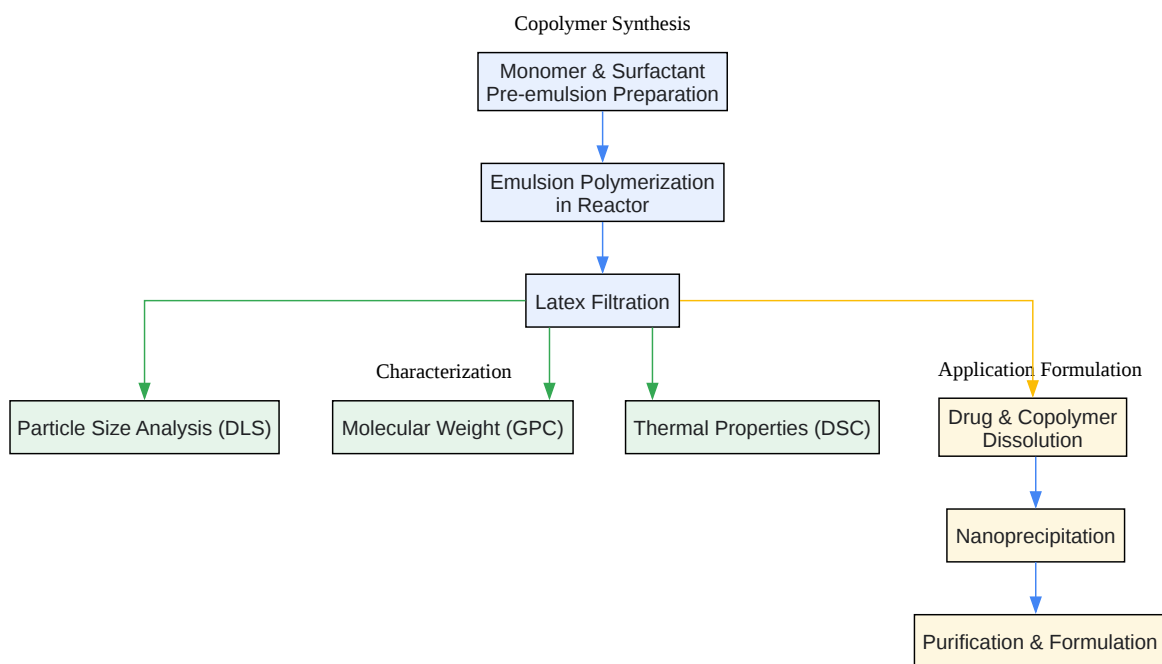 Copolymer Synthesis
Monomer & Surfactant
Pre-emulsion Preparation
Emulsion Polymerization
in Reactor
Latex Filtration
Characterization
Application Formulation
Particle Size Analysis (DLS)
Molecular Weight (GPC)
Thermal Properties (DSC)
Drug & Copolymer
Dissolution
Nanoprecipitation
Purification & Formulation